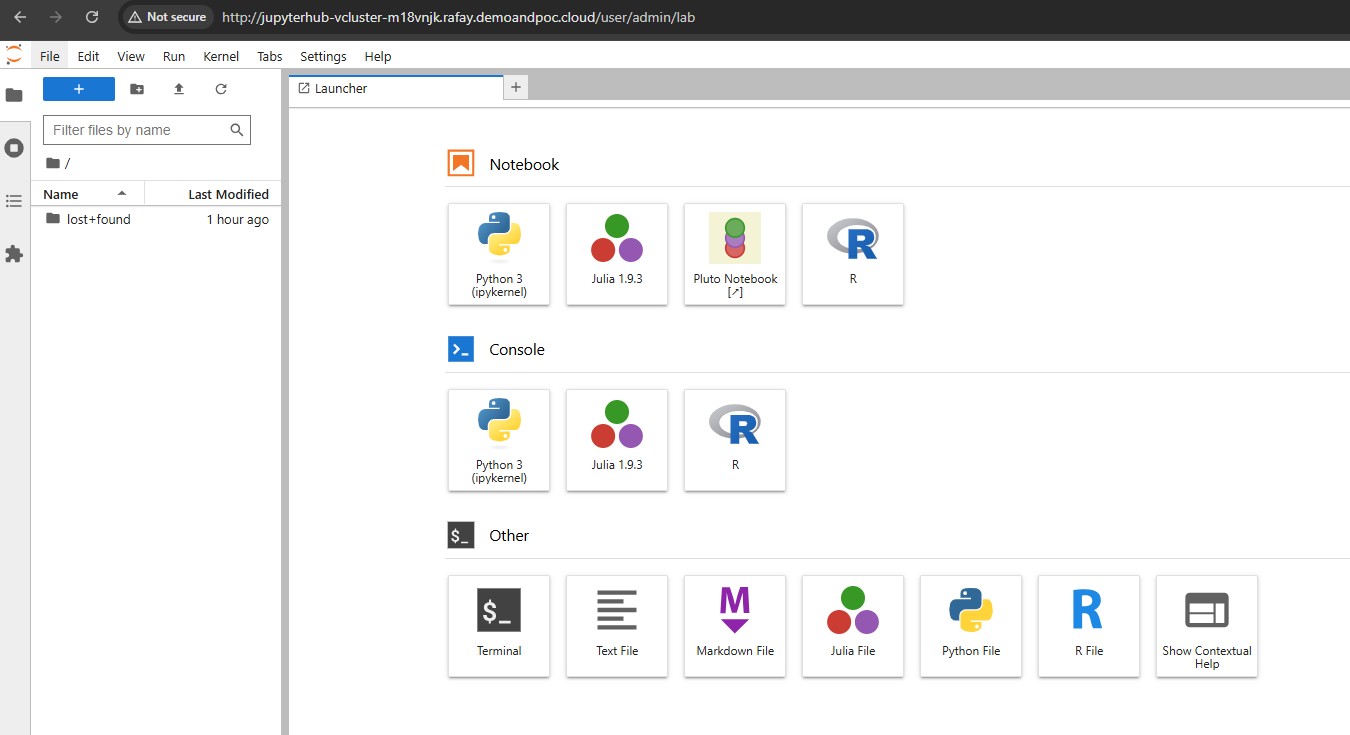 Not secure http://jupyterhub-vcluster-m18vnjk.rafay.demoandpoc.cloud/user/admin/lab
File Edit View Run Kernel Tabs Settings Help
+
Launcher
+
Filter files by name
/
Name Last Modified
lost+found 1 hour ago
Notebook
Python 3
(ipykernel)
Julia 1.9.3
Pluto Notebook
[↗]
R
R
Console
Python 3
(ipykernel)
Julia 1.9.3
R
R
$_ Other
$_
Terminal
Text File
M
Markdown File
Julia File
Python File
R
R File
Show Contextual
Help